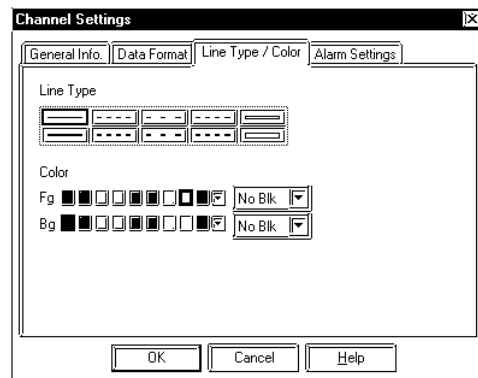 Channel Settings
General Info. Data Format Line Type / Color Alarm Settings
Line Type
Color
Fg No Blk
Bg No Blk
OK Cancel Help